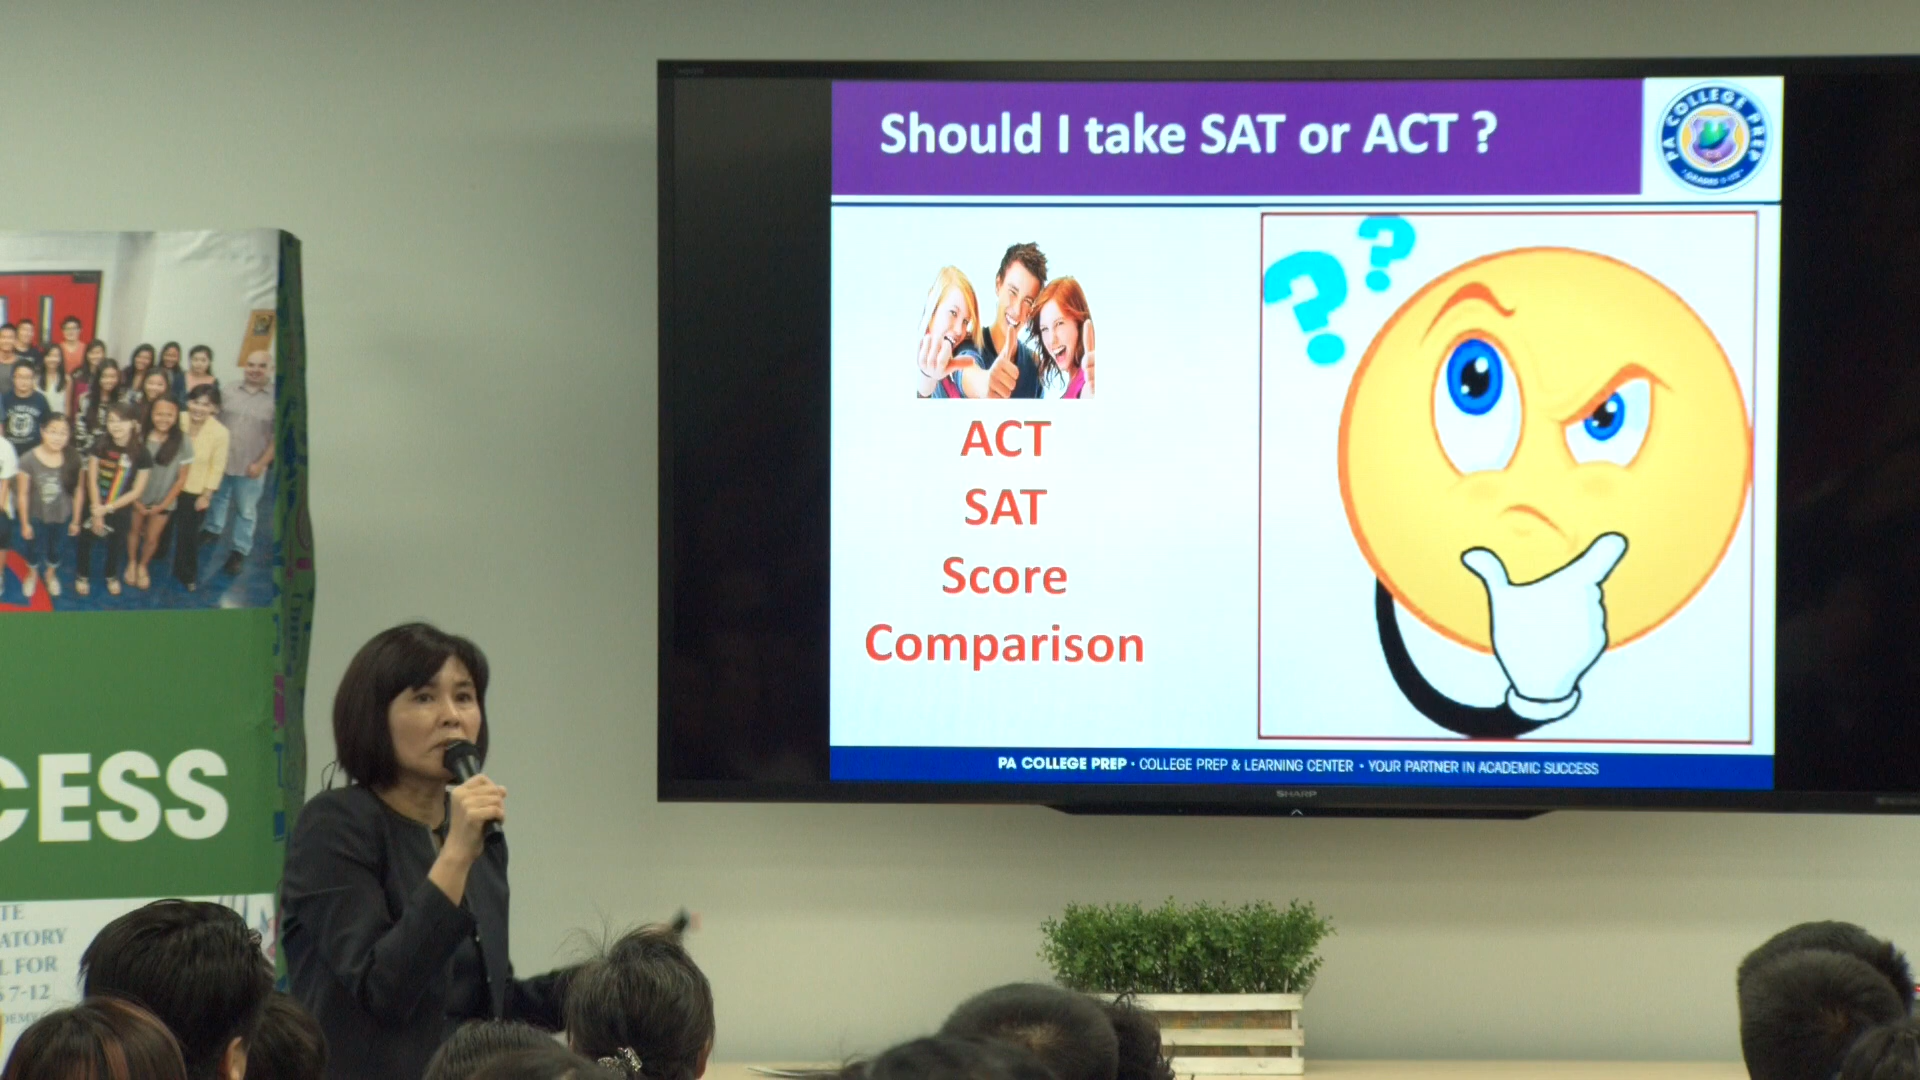 Should I take SAT or ACT ?
PA COLLEGE PREP
ACT
SAT
Score
Comparison
PA COLLEGE PREP • COLLEGE PREP & LEARNING CENTER • YOUR PARTNER IN ACADEMIC SUCCESS
SHARP
CESS
TE
ATORY
L FOR
7-12